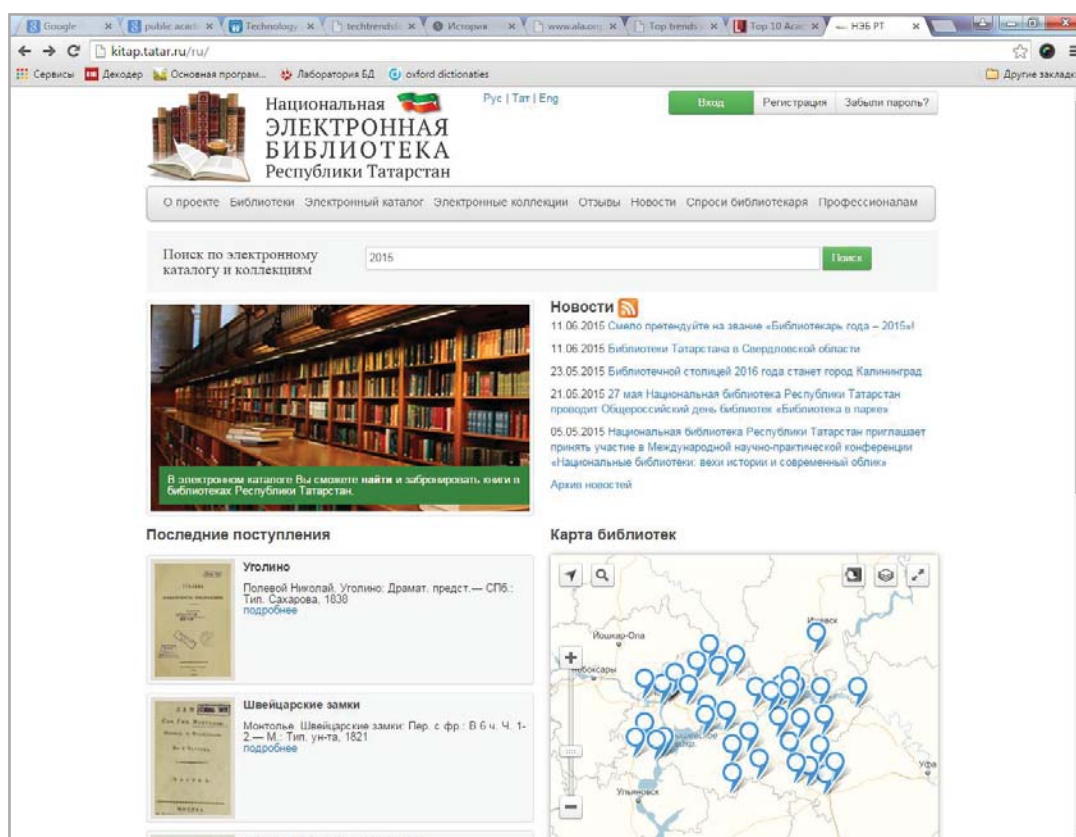 Google
public acad
Technology
techtrends
История
www.ala.or
Top trends
Top 10 Aca
НЭБ РТ
kitap.tatar.ru/ru/
Сервисы Декодер Основная програм... Лаборатория БД oxford dictionaties Другие заклад
Национальная
ЭЛЕКТРОННАЯ
БИБЛИОТЕКА
Республики Татарстан
Рус | Тат | Eng
Вход Регистрация Забыли пароль?
О проекте Библиотеки Электронный каталог Электронные коллекции Отзывы Новости Спроси библиотекаря Профессионалам
Поиск по электронному
каталогу и коллекциям
2015
Поиск
В электронном каталоге Вы сможете найти и забронировать книги в
библиотеках Республики Татарстан.
Новости
11.06.2015 Смело претендуйте на звание «Библиотекарь года – 2015»!
11.06.2015 Библиотеки Татарстана в Свердловской области
23.05.2015 Библиотечной столицей 2016 года станет город Калининград
21.05.2015 27 мая Национальная библиотека Республики Татарстан
проводит Общероссийский день библиотек «Библиотека в парке»
05.05.2015 Национальная библиотека Республики Татарстан приглашает
принять участие в Международной научно-практической конференции
«Национальные библиотеки: вехи истории и современный облик»
Архив новостей
Последние поступления
Уголино
Полевой Николай. Уголино: Драмат. предст.— СПб.:
Тип. Сахарова, 1838
подробнее
Швейцарские замки
Монтолье. Швейцарские замки: Пер. с фр.: В 6 ч. Ч. 1-
2.— М.: Тип. ун-та, 1821
подробнее
Карта библиотек
Йошкар-Ола
Ульяновск
Уфа